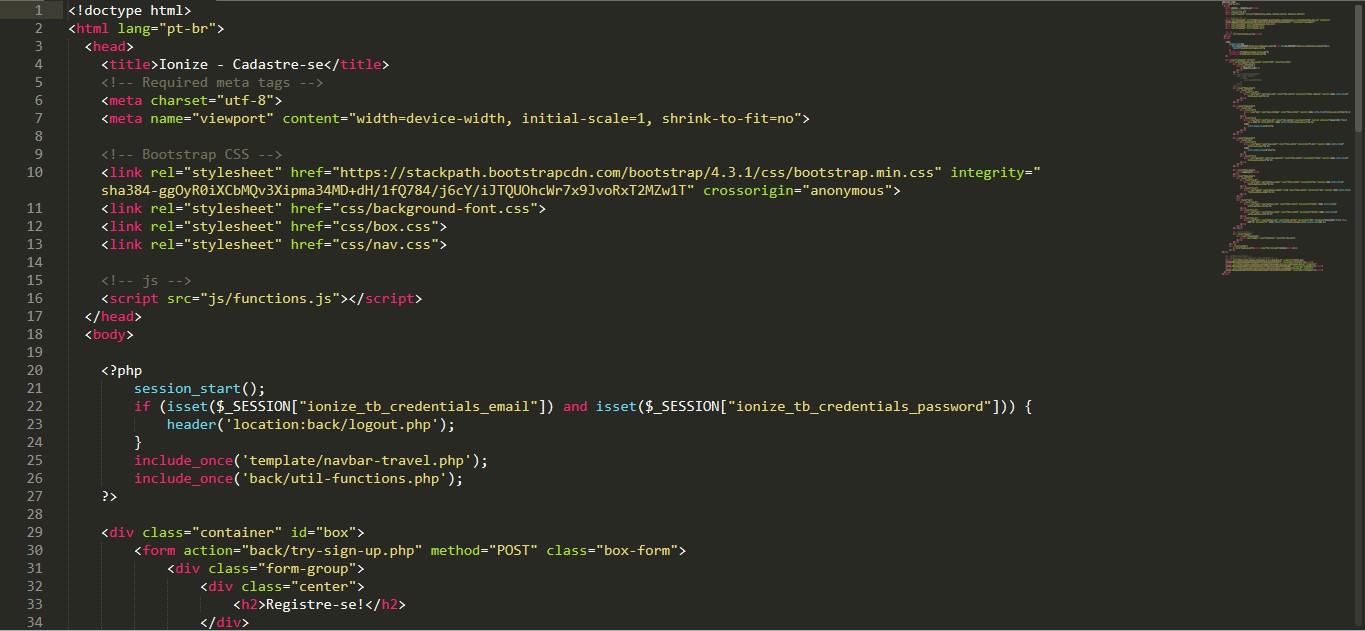 1 <!doctype html>
2 <html lang="pt-br">
3 <head>
4 <title>Ionize - Cadastre-se</title>
5 <!-- Required meta tags -->
6 <meta charset="utf-8">
7 <meta name="viewport" content="width=device-width, initial-scale=1, shrink-to-fit=no">
8
9 <!-- Bootstrap CSS -->
10 <link rel="stylesheet" href="https://stackpath.bootstrapcdn.com/bootstrap/4.3.1/css/bootstrap.min.css" integrity="
sha384-ggOyR0iXCbMQv3Xipma34MD+dH/1fQ784/j6cY/iJTQUOhcWr7x9JvoRxT2MZw1T" crossorigin="anonymous">
11 <link rel="stylesheet" href="css/background-font.css">
12 <link rel="stylesheet" href="css/box.css">
13 <link rel="stylesheet" href="css/nav.css">
14
15 <!-- js -->
16 <script src="js/functions.js"></script>
17 </head>
18 <body>
19
20 <?php
21 session_start();
22 if (isset($_SESSION["ionize_tb_credentials_email"]) and isset($_SESSION["ionize_tb_credentials_password"])) {
23 header('location:back/logout.php');
24 }
25 include_once('template/navbar-travel.php');
26 include_once('back/util-functions.php');
27 ?>
28
29 <div class="container" id="box">
30 <form action="back/try-sign-up.php" method="POST" class="box-form">
31 <div class="form-group">
32 <div class="center">
33 <h2>Registre-se!</h2>
34 </div>